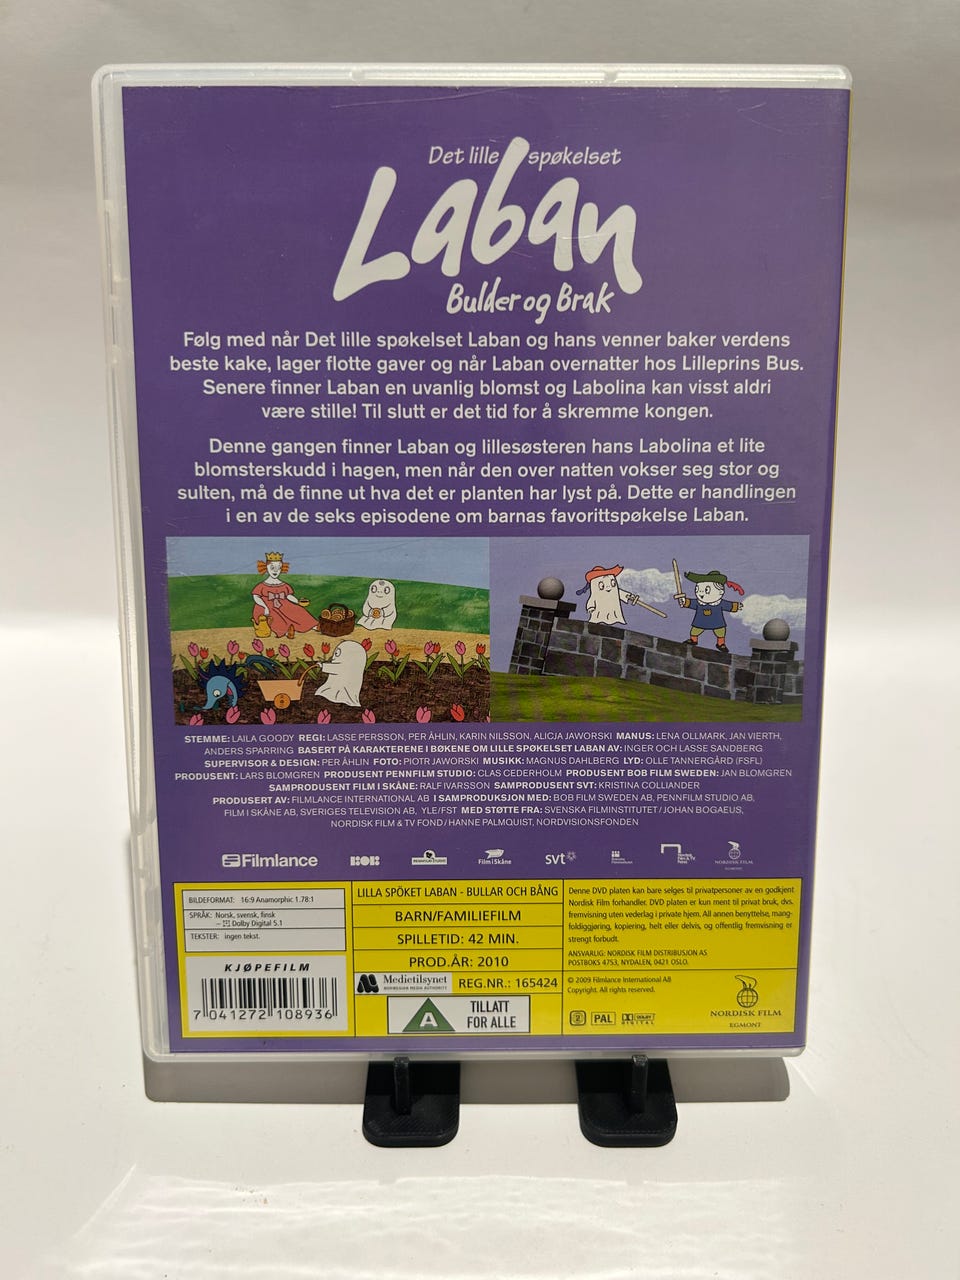 Det lille spøkelset
Laban
Bulder og Brak
Følg med når Det lille spøkelset Laban og hans venner baker verdens
beste kake, lager flotte gaver og når Laban overnatter hos Lilleprins Bus.
Senere finner Laban en uvanlig blomst og Labolina kan visst aldri
være stille! Til slutt er det tid for å skremme kongen.
Denne gangen finner Laban og lillesøsteren hans Labolina et lite
blomsterskudd i hagen, men når den over natten vokser seg stor og
sulten, må de finne ut hva det er planten har lyst på. Dette er handlingen
i en av de seks episodene om barnas favorittspøkelse Laban.
STEMME: LAILA GOODY REGI: LASSE PERSSON, PER ÅHLIN, KARIN NILSSON, ALICJA JAWORSKI MANUS: LENA OLLMARK, JAN VIERTH,
ANDERS SPARRING BASERT PÅ KARAKTERENE I BØKENE OM LILLE SPØKELSET LABAN AV: INGER OCH LASSE SANDBERG
SUPERVISOR & DESIGN: PER ÅHLIN FOTO: PIOTR JAWORSKI MUSIKK: MAGNUS DAHLBERG LYD: OLLE TANNERGÅRD (FSFL)
PRODUSENT: LARS BLOMGREN PRODUSENT PENNFILM STUDIO: CLAS CEDERHOLM PRODUSENT BOB FILM SWEDEN: JAN BLOMGREN
SAMPRODUSENT FILM I SKÅNE: RALF IVARSSON SAMPRODUSENT SVT: KRISTINA COLLIANDER
PRODUSERT AV: FILMLANCE INTERNATIONAL AB I SAMPRODUKSJON MED: BOB FILM SWEDEN AB, PENNFILM STUDIO AB,
FILM I SKÅNE AB, SVERIGES TELEVISION AB, YLE/FST MED STØTTE FRA: SVENSKA FILMINSTITUTET / JOHAN BOGAEUS,
NORDISK FILM & TV FOND / HANNE PALMQUIST, NORDVISIONSFONDEN
Filmlance BOB PENNFILM STUDIO Film i Skåne svt NORDISK FILM
EGMONT
BILDEFORMAT: 16:9 Anamorphic 1.78:1
SPRÅK: Norsk, svensk, finsk
– Dolby Digital 5.1
TEKSTER: ingen tekst.
KJØPEFILM
7 041272 108936
LILLA SPÖKET LABAN - BULLAR OCH BÅNG
BARN/FAMILIEFILM
SPILLETID: 42 MIN.
PROD.ÅR: 2010
Medietilsynet
NORWEGIAN MEDIA AUTHORITY
REG.NR.: 165424
A
TILLATT
FOR ALLE
Denne DVD platen kan bare selges til privatpersoner av en godkjent
Nordisk Film forhandler. DVD platen er kun ment til privat bruk, dvs.
fremvisning uten vederlag i private hjem. All annen benyttelse, mang-
foldiggjøring, kopiering, helt eller delvis, og offentlig fremvisning er
strengt forbudt.
ANSVARLIG: NORDISK FILM DISTRIBUSJON AS
POSTBOKS 4753, NYDALEN, 0421 OSLO.
© 2009 Filmlance International AB
Copyright. All rights reserved.
2 PAL DOLBY
DIGITAL
NORDISK FILM
EGMONT